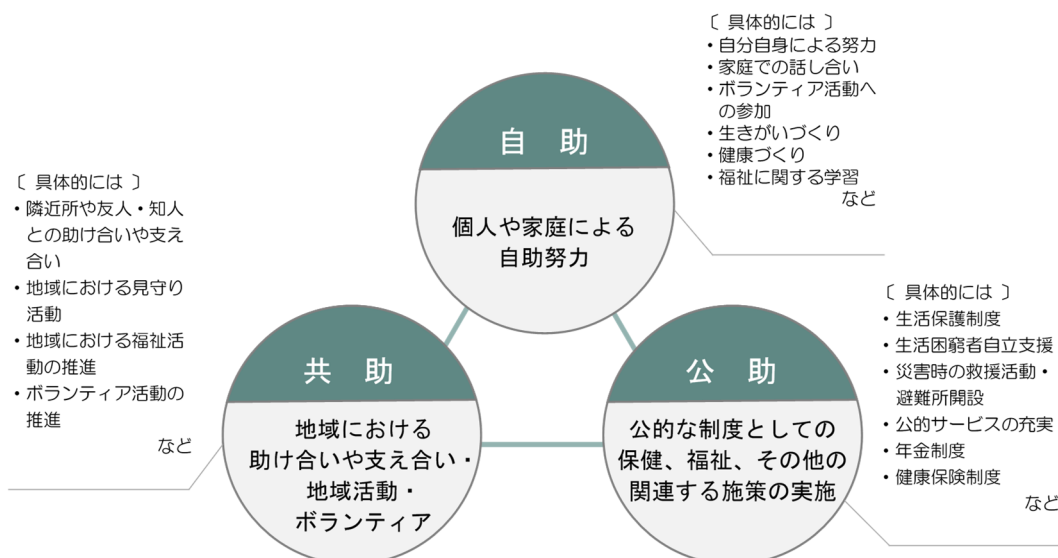 自 助
個人や家庭による
自助努力
〔 具体的には 〕
・自分自身による努力
・家庭での話し合い
・ボランティア活動へ
の参加
・生きがいづくり
・健康づくり
・福祉に関する学習
など
共 助
地域における
助け合いや支え合い・
地域活動・
ボランティア
〔 具体的には 〕
・隣近所や友人・知人
との助け合いや支え
合い
・地域における見守り
活動
・地域における福祉活
動の推進
・ボランティア活動の
推進
など
公 助
公的な制度としての
保健、福祉、その他の
関連する施策の実施
〔 具体的には 〕
・生活保護制度
・生活困窮者自立支援
・災害時の救援活動・
避難所開設
・公的サービスの充実
・年金制度
・健康保険制度
など